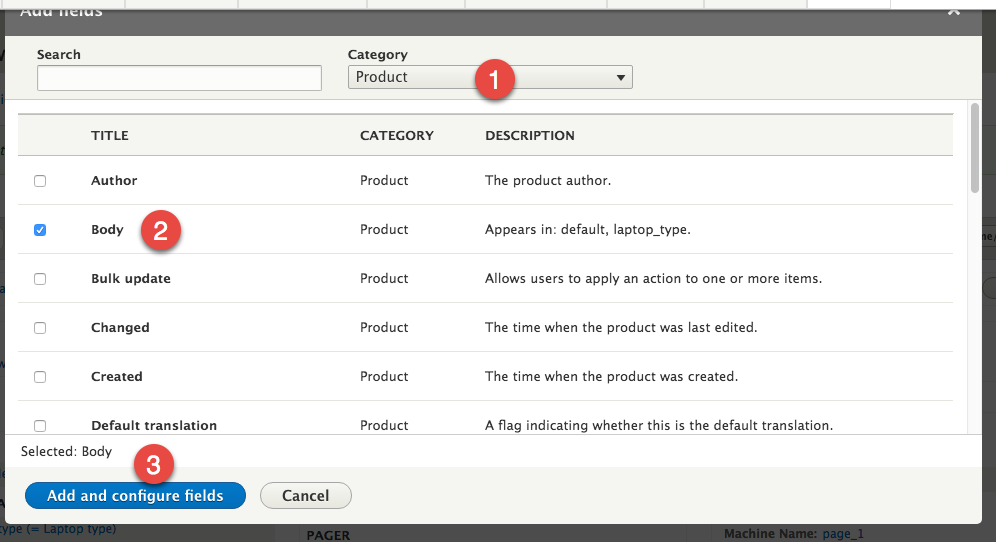 Add fields
Search Category
Product 1
TITLE CATEGORY DESCRIPTION
Author Product The product author.
Body 2 Product Appears in: default, laptop_type.
Bulk update Product Allows users to apply an action to one or more items.
Changed Product The time when the product was last edited.
Created Product The time when the product was created.
Default translation Product A flag indicating whether this is the default translation.
Selected: Body
3
Add and configure fields Cancel
type (= Laptop type)
PAGER Machine Name: page_1